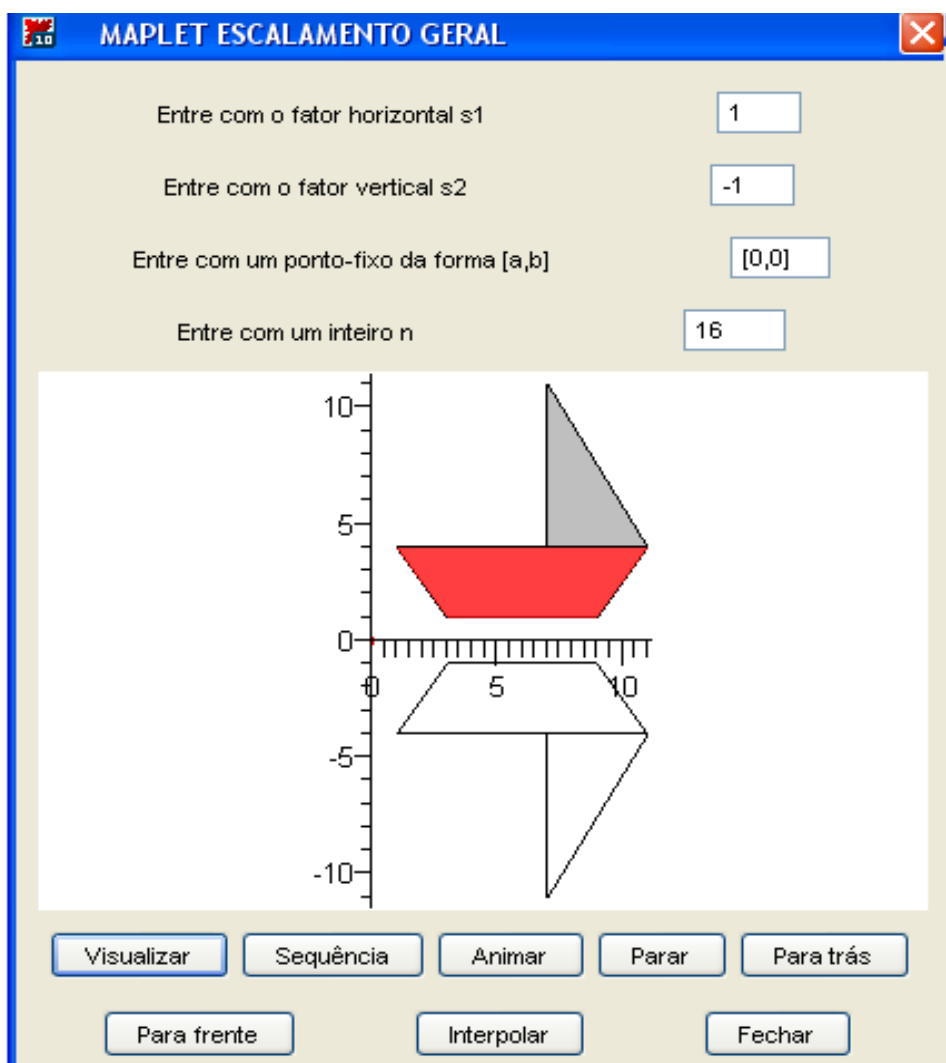 MAPLET ESCALAMENTO GERAL
Entre com o fator horizontal s1 1
Entre com o fator vertical s2 -1
Entre com um ponto-fixo da forma [a,b] [0,0]
Entre com um inteiro n 16
10
5
0
0 5 10
-5
-10
Visualizar Sequência Animar Parar Para trás
Para frente Interpolar Fechar